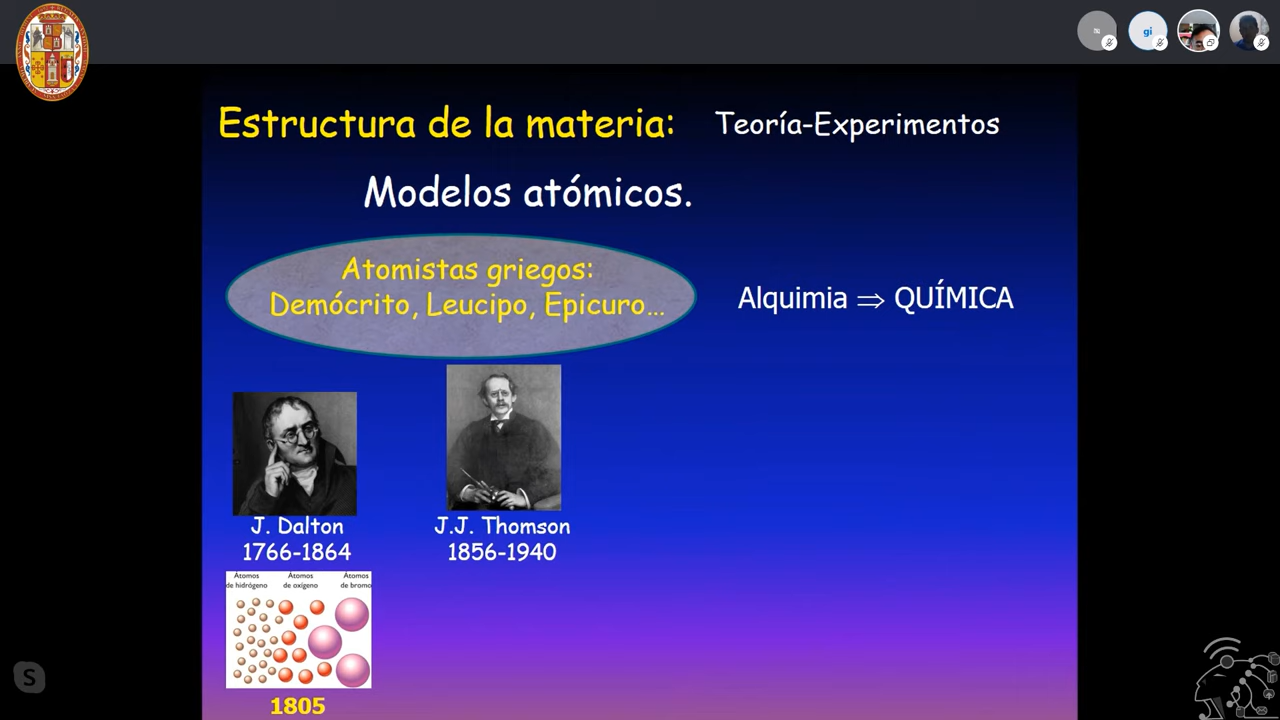 gi
Estructura de la materia: Teoría-Experimentos
Modelos atómicos.
Atomistas griegos:
Demócrito, Leucipo, Epicuro...
Alquimia ⇒ QUÍMICA
J. Dalton
1766-1864
J.J. Thomson
1856-1940
Átomos de hidrógeno
Átomos de oxígeno
Átomos de bromo
1805